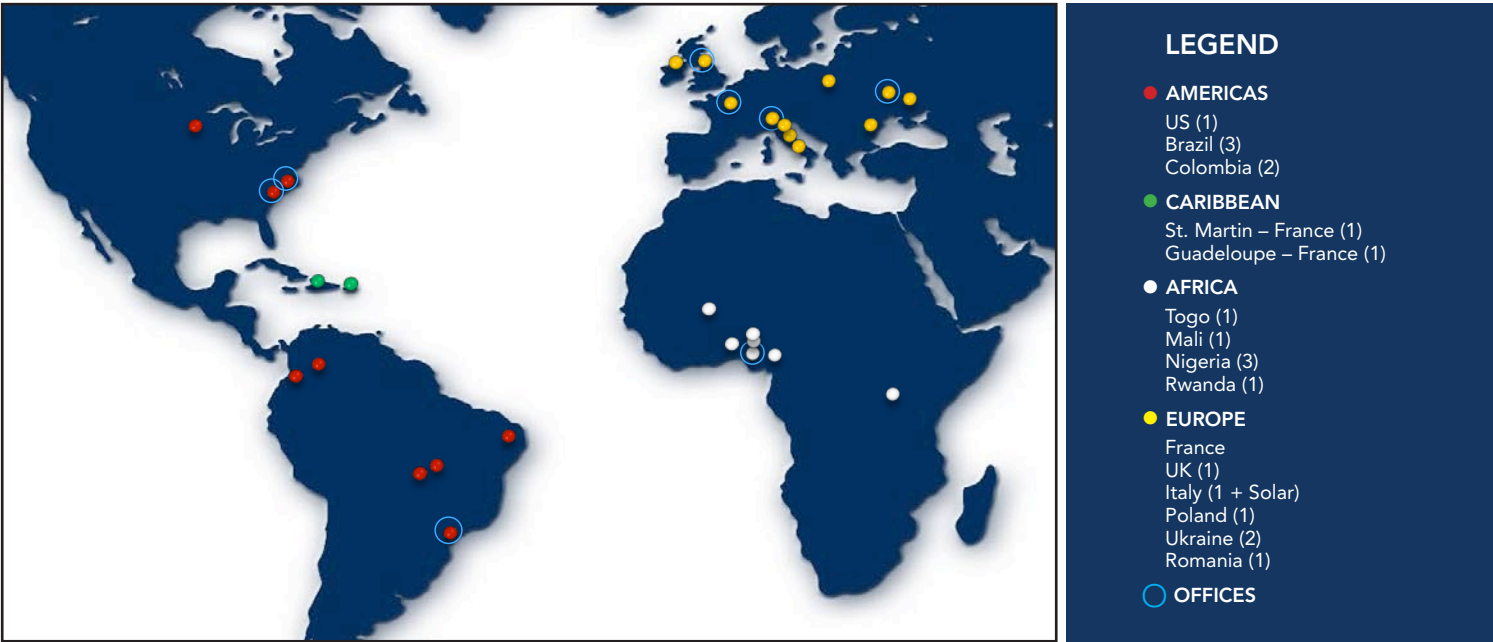 LEGEND
AMERICAS
US (1)
Brazil (3)
Colombia (2)
CARIBBEAN
St. Martin – France (1)
Guadeloupe – France (1)
AFRICA
Togo (1)
Mali (1)
Nigeria (3)
Rwanda (1)
EUROPE
France
UK (1)
Italy (1 + Solar)
Poland (1)
Ukraine (2)
Romania (1)
OFFICES